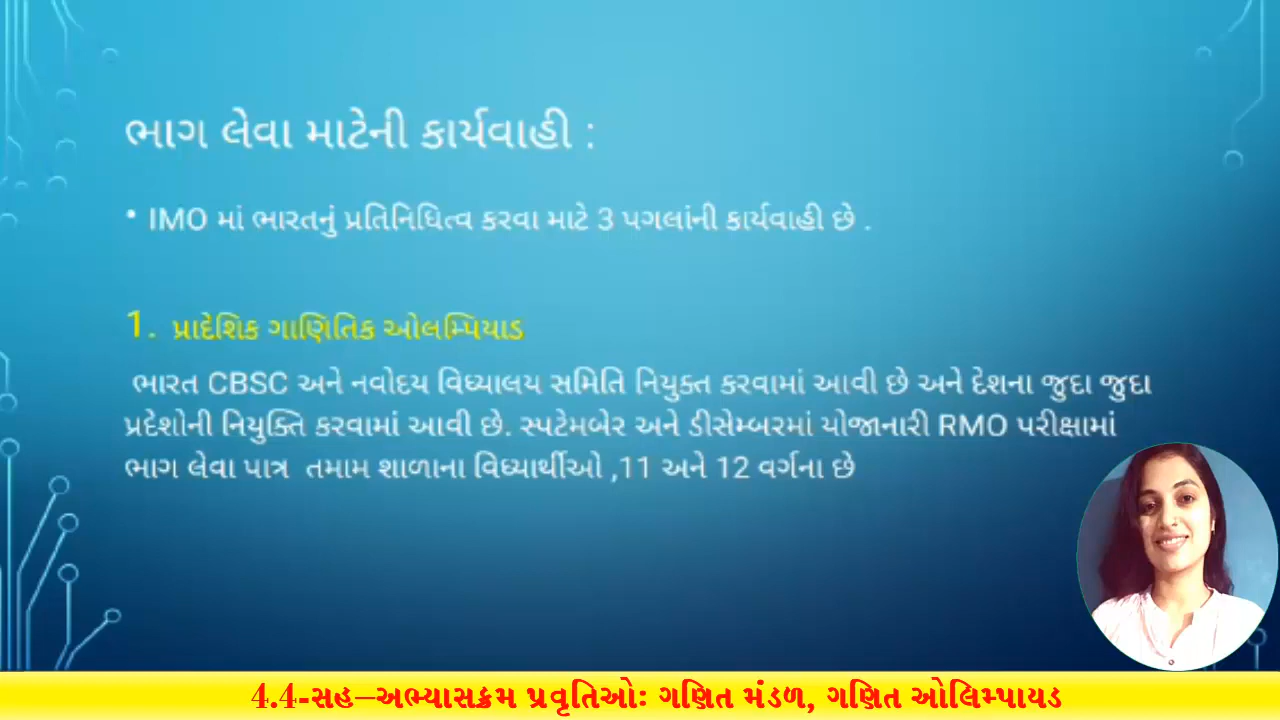 ભાગ લેવા માટેની કાર્યવાહી :
• IMO માં ભારતનું પ્રતિનિધિત્વ કરવા માટે 3 પગલાંની કાર્યવાહી છે .
1. પ્રાદેશિક ગાણિતિક ઓલમ્પિયાડ
ભારત CBSC અને નવોદય વિઘ્યાલય સમિતિ નિયુક્ત કરવામાં આવી છે અને દેશના જુદા જુદા
પ્રદેશોની નિયુક્તિ કરવામાં આવી છે. સ્પટેમબેર અને ડીસેમ્બરમાં યોજાનારી RMO પરીક્ષામાં
ભાગ લેવા પાત્ર તમામ શાળાના વિઘ્યાર્થીઓ ,11 અને 12 વર્ગના છે
4.4-સહ–અભ્યાસક્રમ પ્રવૃતિઓઃ ગણિત મંડળ, ગણિત ઓલિમ્પાયડ